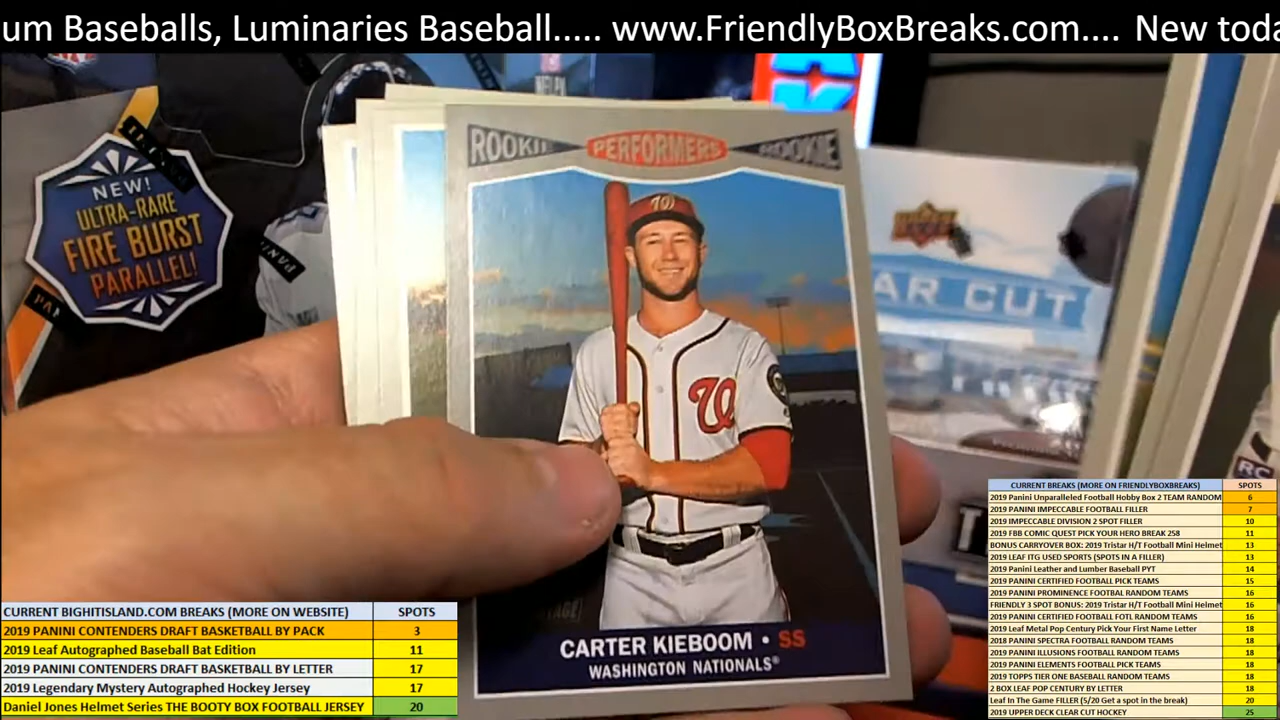 um Baseballs, Luminaries Baseball..... www.FriendlyBoxBreaks.com.... New toda
NEW!
ULTRA-RARE
FIRE BURST
PARALLEL!
PANINI
ROOKIE PERFORMERS ROOKIE
AR CUT
CARTER KIEBOOM • SS
WASHINGTON NATIONALS®
RC
CURRENT BIGHITISLAND.COM BREAKS (MORE ON WEBSITE) SPOTS
2019 PANINI CONTENDERS DRAFT BASKETBALL BY PACK 3
2019 Leaf Autographed Baseball Bat Edition 11
2019 PANINI CONTENDERS DRAFT BASKETBALL BY LETTER 17
2019 Legendary Mystery Autographed Hockey Jersey 17
Daniel Jones Helmet Series THE BOOTY BOX FOOTBALL JERSEY 20
CURRENT BREAKS (MORE ON FRIENDLYBOXBREAKS) SPOTS
2019 Panini Unparalleled Football Hobby Box 2 TEAM RANDOM 6
2019 PANINI IMPECCABLE FOOTBALL FILLER 7
2019 IMPECCABLE DIVISION 2 SPOT FILLER 10
2019 FBB COMIC QUEST PICK YOUR HERO BREAK 258 11
BONUS CARRYOVER BOX: 2019 Tristar H/T Football Mini Helmet 13
2019 LEAF ITG USED SPORTS (SPOTS IN A FILLER) 13
2019 Panini Leather and Lumber Baseball PYT 14
2019 PANINI CERTIFIED FOOTBALL PICK TEAMS 15
2019 PANINI PROMINENCE FOOTBAL RANDOM TEAMS 16
FRIENDLY 3 SPOT BONUS: 2019 Tristar H/T Football Mini Helmet 16
2019 PANINI CERTIFIED FOOTBALL FOTL RANDOM TEAMS 16
2019 Leaf Metal Pop Century Pick Your First Name Letter 18
2018 PANINI SPECTRA FOOTBALL RANDOM TEAMS 18
2019 PANINI ILLUSIONS FOOTBALL RANDOM TEAMS 18
2019 PANINI ELEMENTS FOOTBALL PICK TEAMS 18
2019 TOPPS TIER ONE BASEBALL RANDOM TEAMS 18
2 BOX LEAF POP CENTURY BY LETTER 18
Leaf In The Game FILLER (5/20 Get a spot in the break) 20
2019 UPPER DECK CLEAR CUT HOCKEY 25